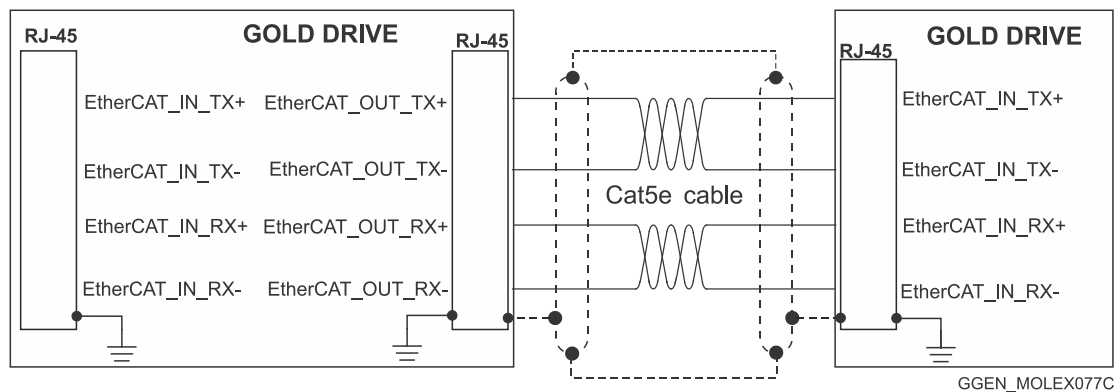 GOLD DRIVE
RJ-45
RJ-45
EtherCAT_IN_TX+
EtherCAT_OUT_TX+
EtherCAT_IN_TX-
EtherCAT_OUT_TX-
EtherCAT_IN_RX+
EtherCAT_OUT_RX+
EtherCAT_IN_RX-
EtherCAT_OUT_RX-
Cat5e cable
GOLD DRIVE
RJ-45
EtherCAT_IN_TX+
EtherCAT_IN_TX-
EtherCAT_IN_RX+
EtherCAT_IN_RX-
GGEN_MOLEX077C